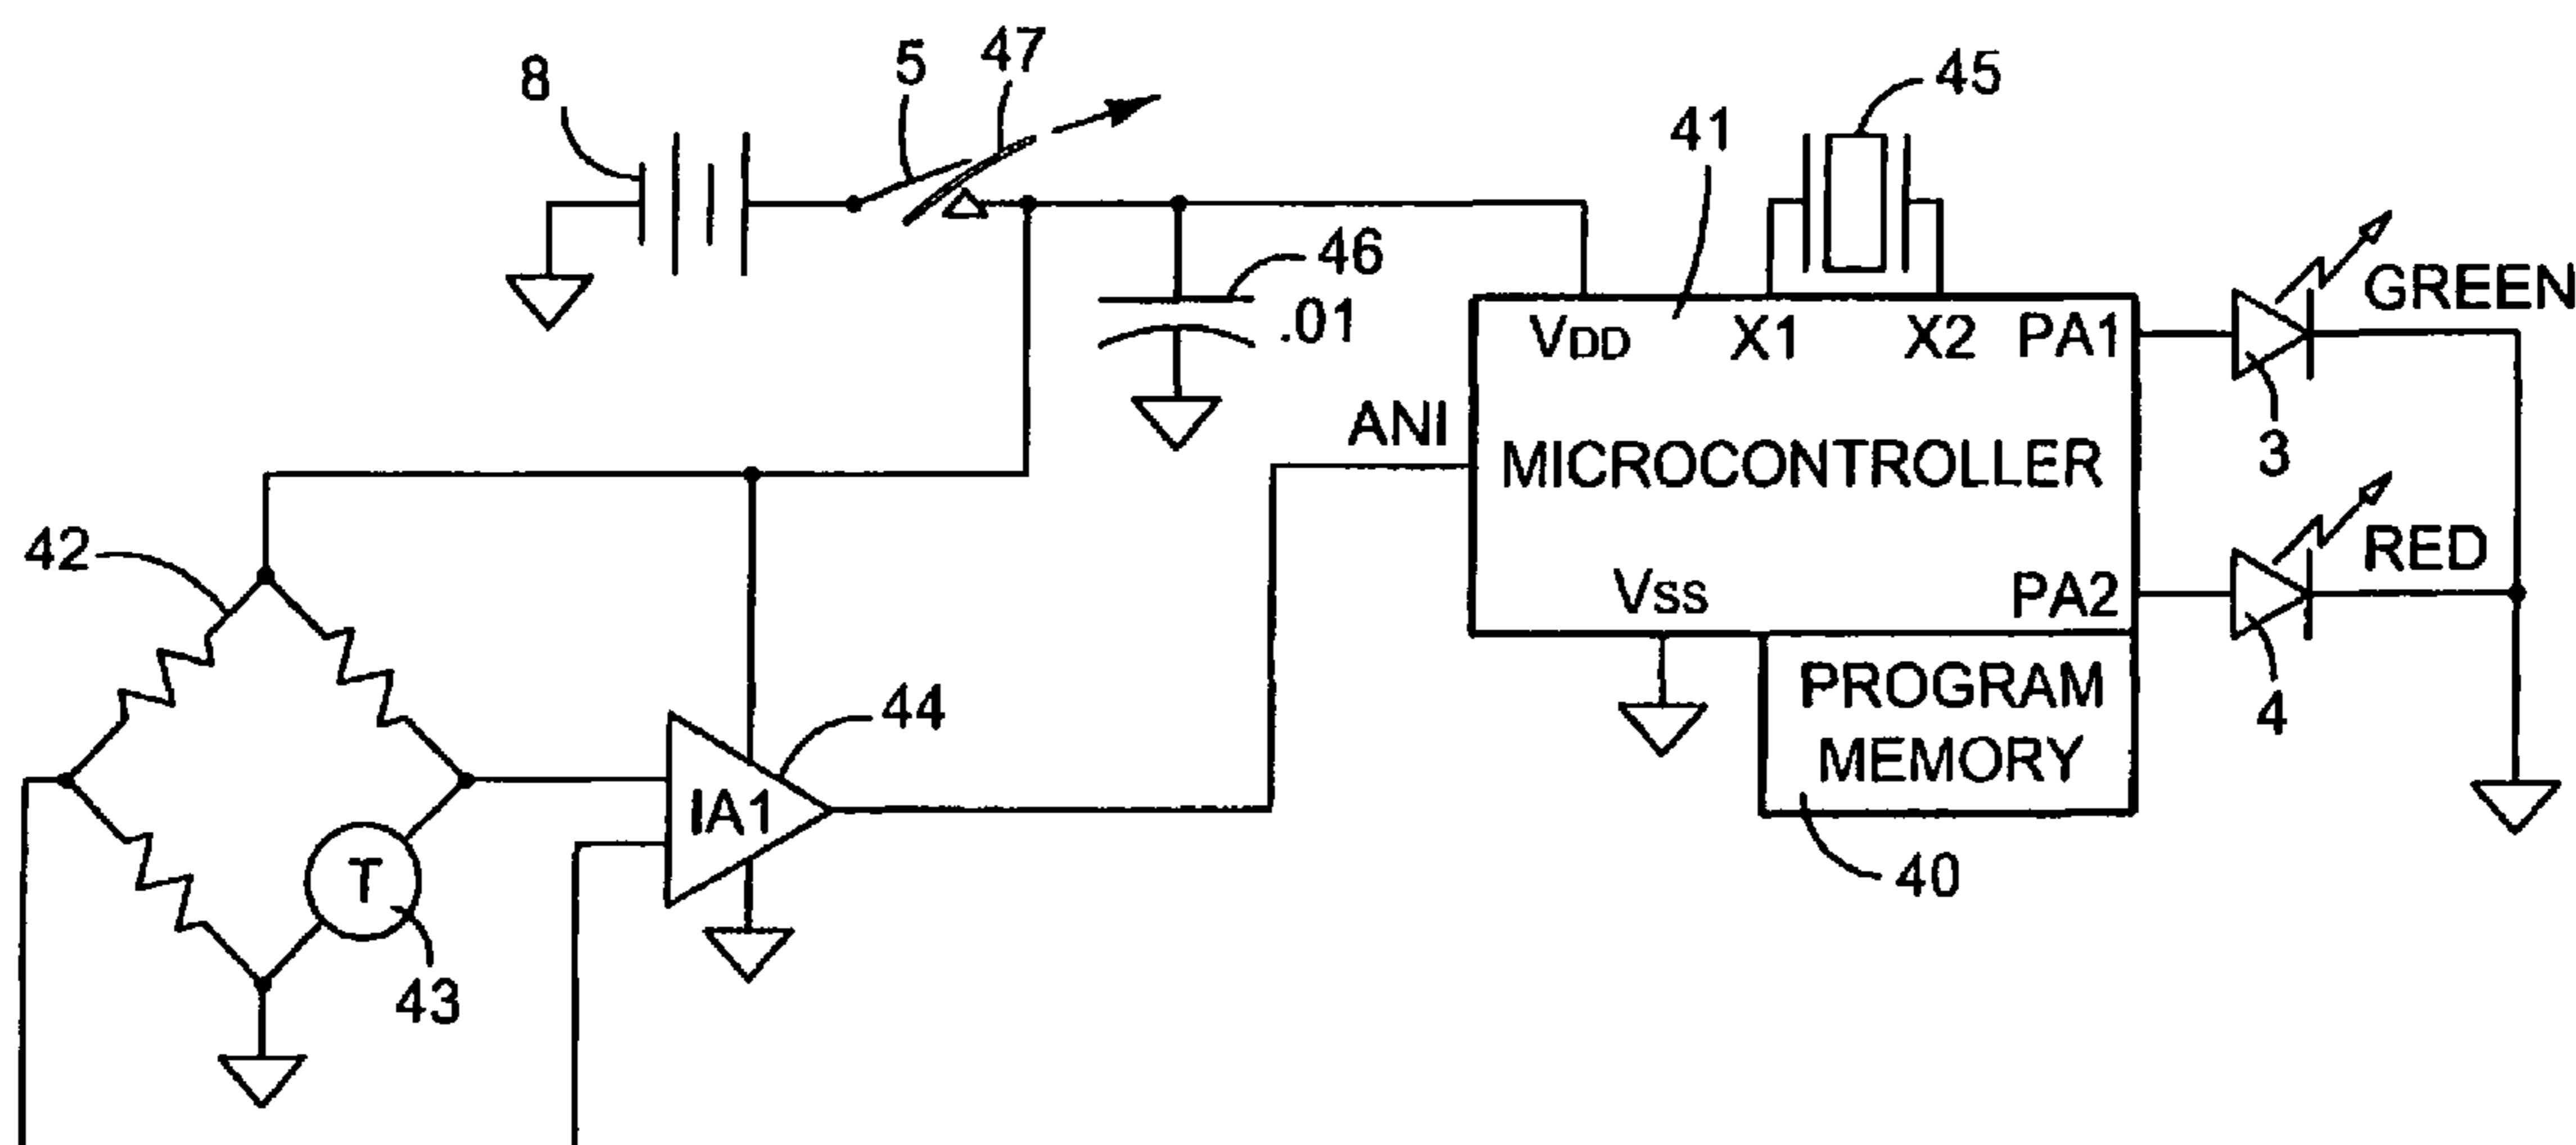 8
5
47
45
41
46
.01
GREEN
VDD
X1
X2
PA1
ANI
MICROCONTROLLER
3
42
RED
VSS
PA2
PROGRAM
MEMORY
4
44
IA1
T
40
43